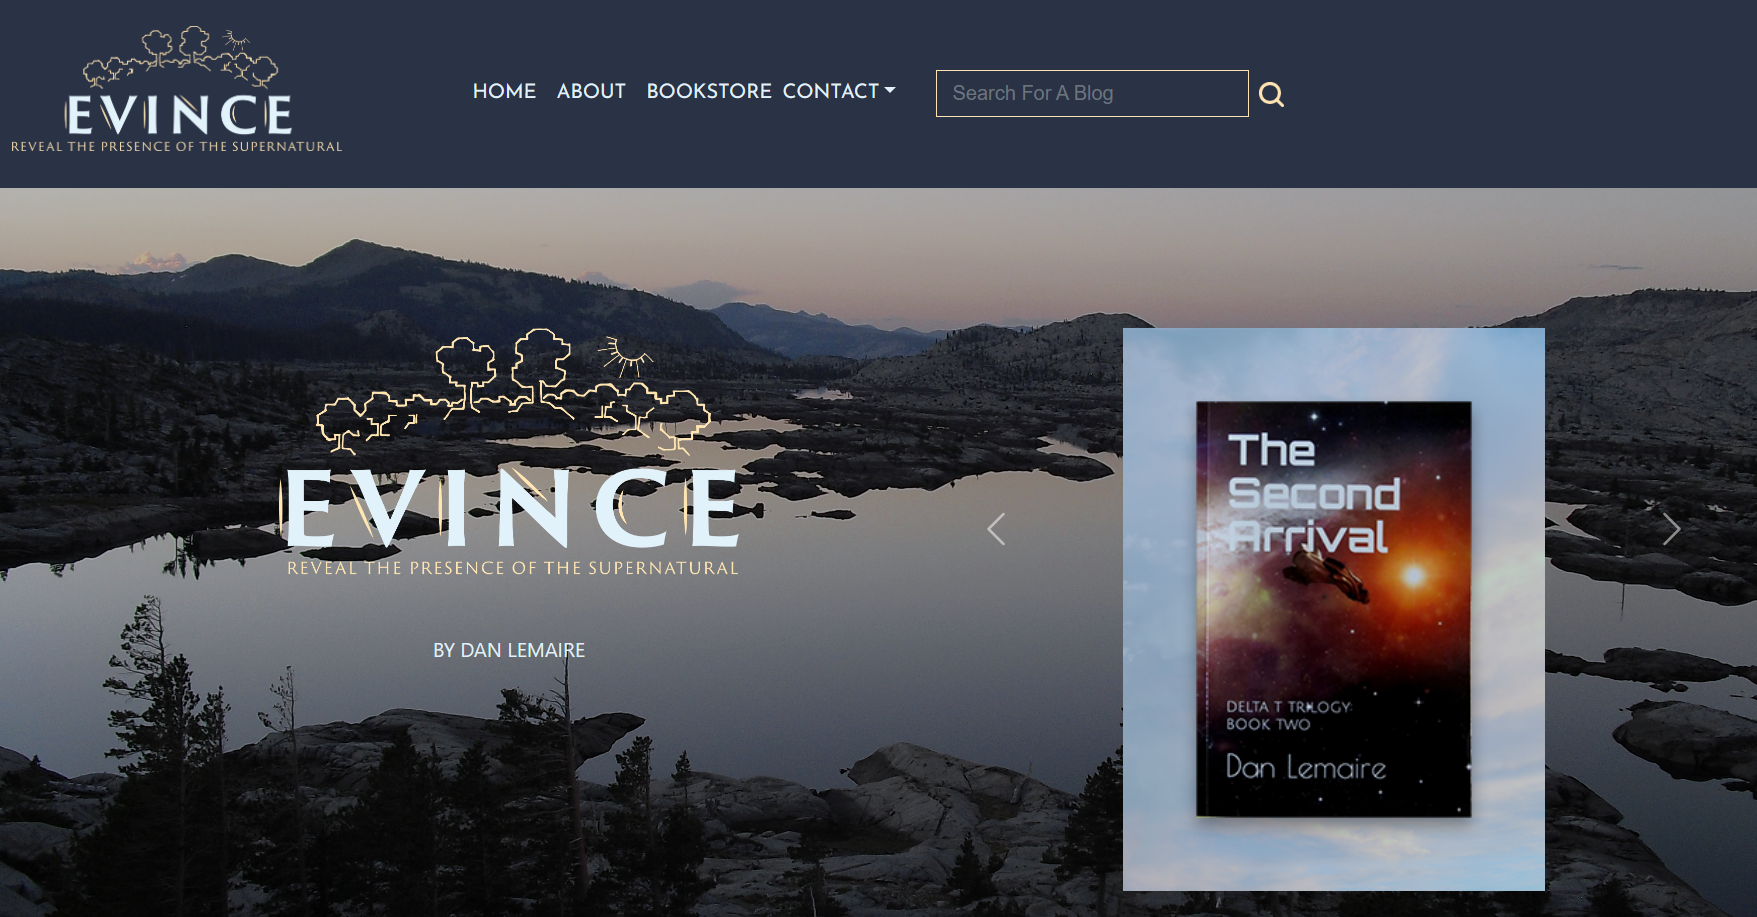 EVINCE
REVEAL THE PRESENCE OF THE SUPERNATURAL
HOME ABOUT BOOKSTORE CONTACT
Search For A Blog
EVINCE
REVEAL THE PRESENCE OF THE SUPERNATURAL
BY DAN LEMAIRE
The
Second
Arrival
DELTA T TRILOGY
BOOK TWO
Dan Lemaire